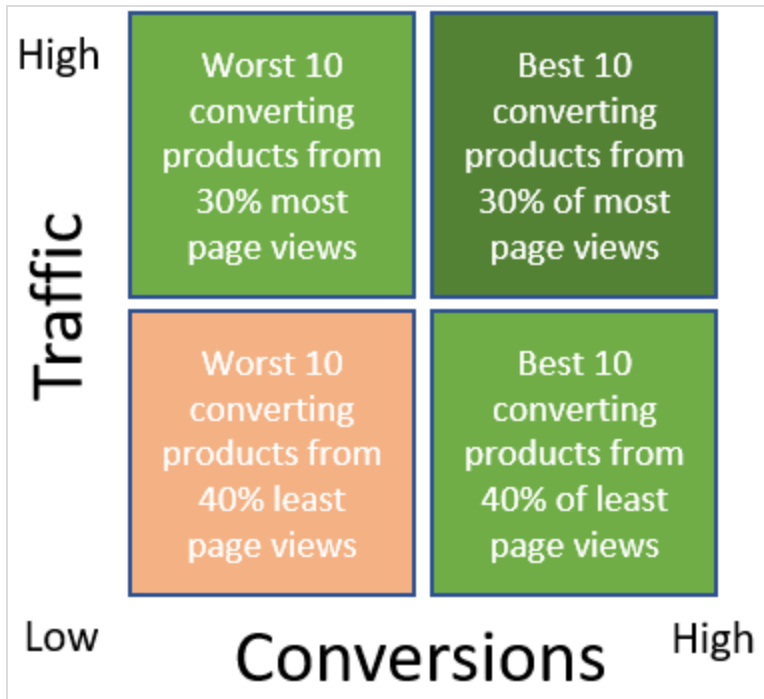 High
Worst 10
converting
products from
30% most
page views
Best 10
converting
products from
30% of most
page views
Traffic
Worst 10
converting
products from
40% least
page views
Best 10
converting
products from
40% of least
page views
Low
Conversions
High